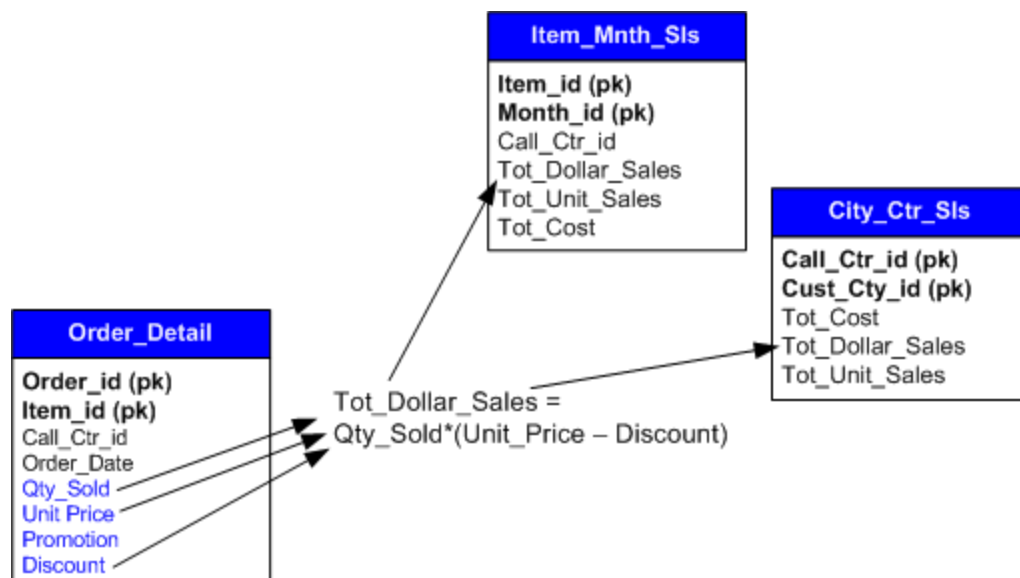 Item_Mnth_Sls
Item_id (pk)
Month_id (pk)
Call_Ctr_id
Tot_Dollar_Sales
Tot_Unit_Sales
Tot_Cost
City_Ctr_Sls
Call_Ctr_id (pk)
Cust_Cty_id (pk)
Tot_Cost
Tot_Dollar_Sales
Tot_Unit_Sales
Order_Detail
Order_id (pk)
Item_id (pk)
Call_Ctr_id
Order_Date
Qty_Sold
Unit Price
Promotion
Discount
Tot_Dollar_Sales =
Qty_Sold*(Unit_Price – Discount)